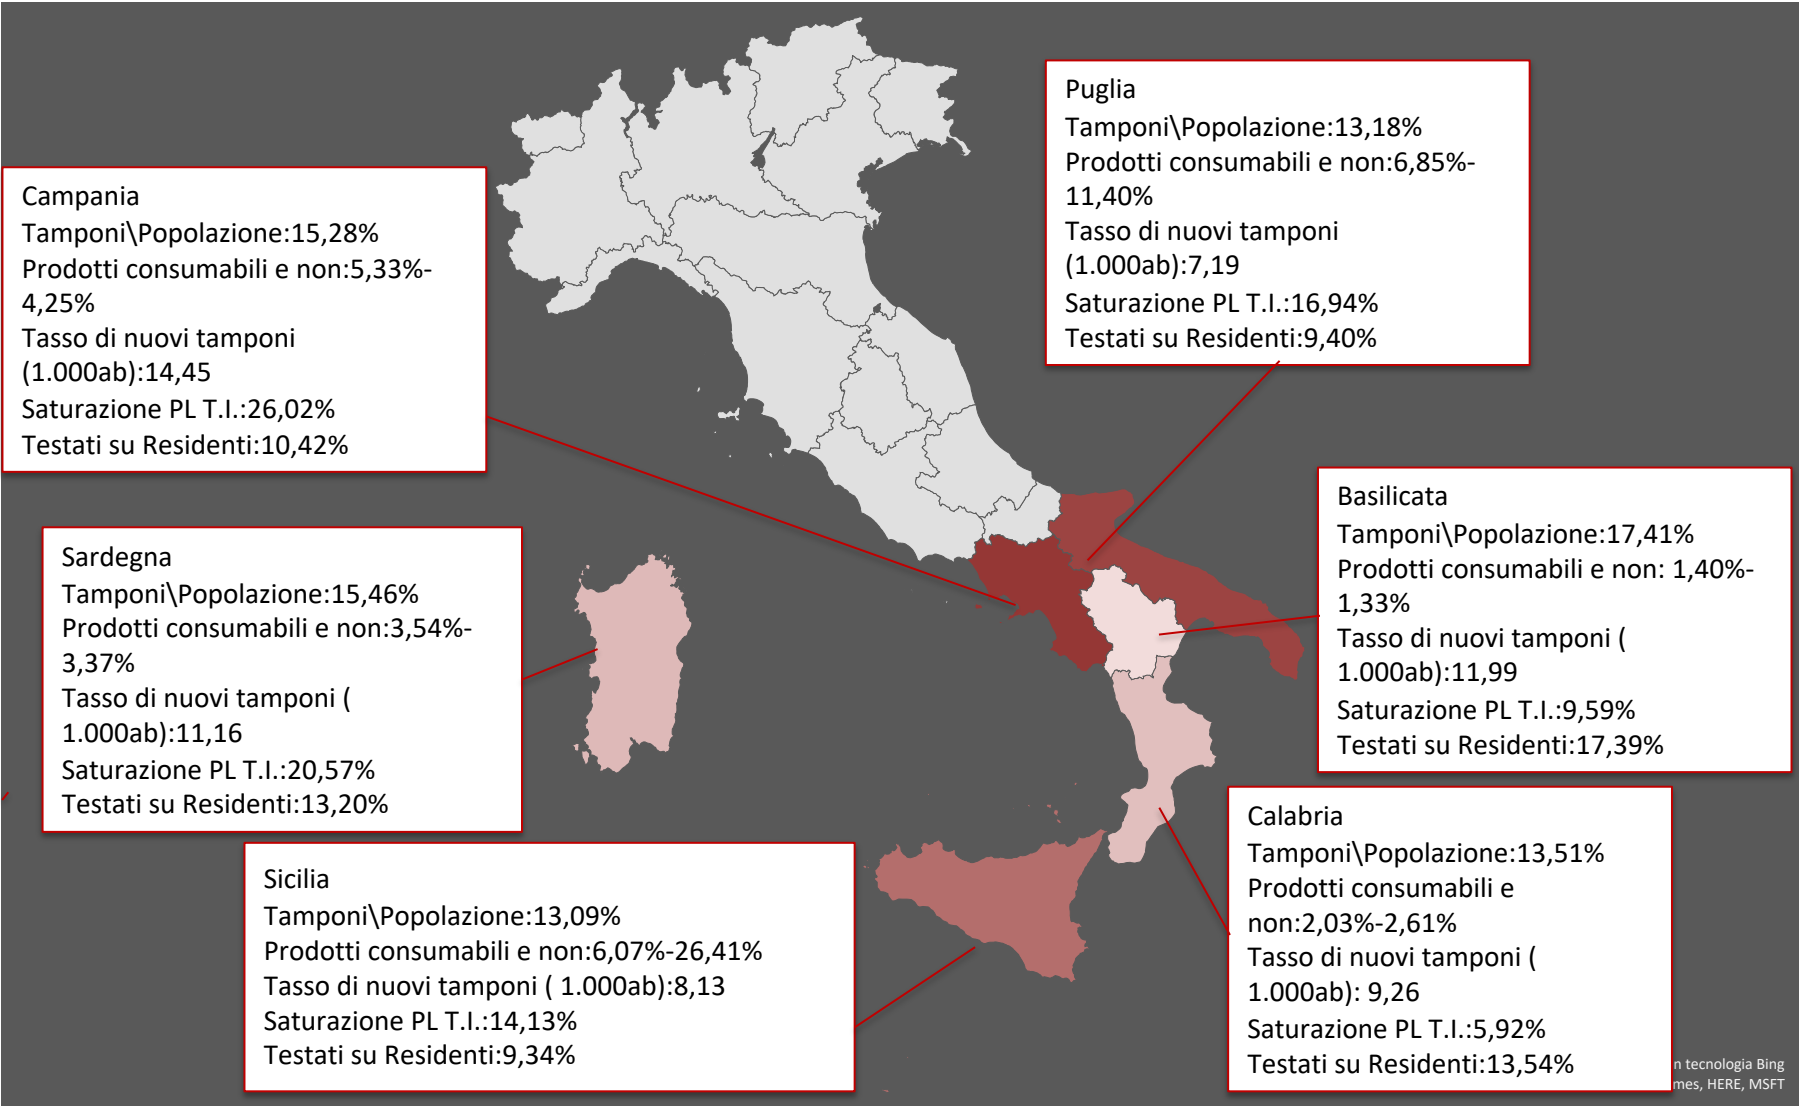 Puglia
Tamponi\Popolazione:13,18%
Prodotti consumabili e non:6,85%-
11,40%
Tasso di nuovi tamponi
(1.000ab):7,19
Saturazione PL T.I.:16,94%
Testati su Residenti:9,40%
Campania
Tamponi\Popolazione:15,28%
Prodotti consumabili e non:5,33%-
4,25%
Tasso di nuovi tamponi
(1.000ab):14,45
Saturazione PL T.I.:26,02%
Testati su Residenti:10,42%
Basilicata
Tamponi\Popolazione:17,41%
Prodotti consumabili e non: 1,40%-
1,33%
Tasso di nuovi tamponi (
1.000ab):11,99
Saturazione PL T.I.:9,59%
Testati su Residenti:17,39%
Sardegna
Tamponi\Popolazione:15,46%
Prodotti consumabili e non:3,54%-
3,37%
Tasso di nuovi tamponi (
1.000ab):11,16
Saturazione PL T.I.:20,57%
Testati su Residenti:13,20%
Calabria
Tamponi\Popolazione:13,51%
Prodotti consumabili e
non:2,03%-2,61%
Tasso di nuovi tamponi (
1.000ab): 9,26
Saturazione PL T.I.:5,92%
Testati su Residenti:13,54%
Sicilia
Tamponi\Popolazione:13,09%
Prodotti consumabili e non:6,07%-26,41%
Tasso di nuovi tamponi ( 1.000ab):8,13
Saturazione PL T.I.:14,13%
Testati su Residenti:9,34%
n tecnologia Bing
mes, HERE, MSFT